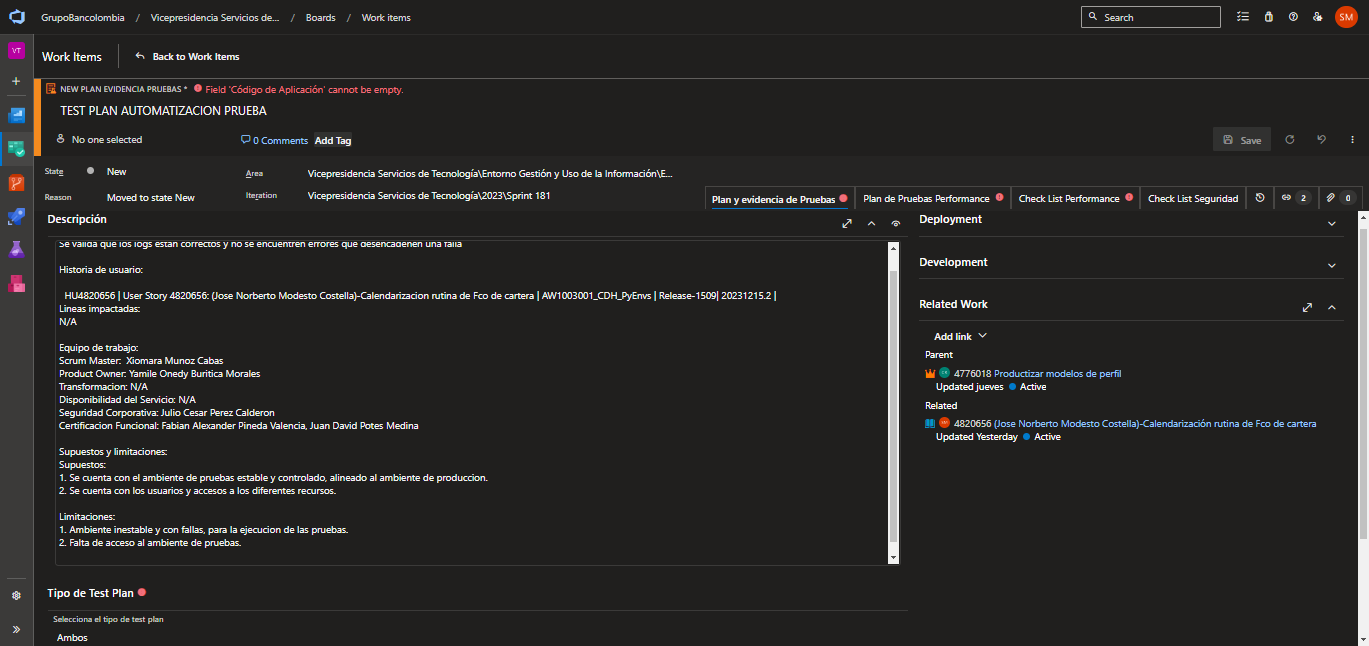 GrupoBancolombia / Vicepresidencia Servicios de... / Boards / Work items
Search
SM
VT
Work Items
Back to Work Items
NEW PLAN EVIDENCIA PRUEBAS * Field 'Código de Aplicación' cannot be empty.
TEST PLAN AUTOMATIZACION PRUEBA
No one selected
0 Comments
Add Tag
Save
State
New
Area
Vicepresidencia Servicios de Tecnología\Entorno Gestión y Uso de la Información\E...
Reason
Moved to state New
Iteration
Vicepresidencia Servicios de Tecnología\2023\Sprint 181
Plan y evidencia de Pruebas
Plan de Pruebas Performance
Check List Performance
Check List Seguridad
2
0
Descripción
Se valida que los logs estan correctos y no se encuentren errores que desencadenen una falla
Historia de usuario:
HU4820656 | User Story 4820656: (Jose Norberto Modesto Costella)-Calendarizacion rutina de Fco de cartera | AW1003001_CDH_PyEnvs | Release-1509| 20231215.2 |
Lineas impactadas:
N/A
Equipo de trabajo:
Scrum Master: Xiomara Munoz Cabas
Product Owner: Yamile Onedy Buritica Morales
Transformacion: N/A
Disponibilidad del Servicio: N/A
Seguridad Corporativa: Julio Cesar Perez Calderon
Certificacion Funcional: Fabian Alexander Pineda Valencia, Juan David Potes Medina
Supuestos y limitaciones:
Supuestos:
1. Se cuenta con el ambiente de pruebas estable y controlado, alineado al ambiente de produccion.
2. Se cuenta con los usuarios y accesos a los diferentes recursos.
Limitaciones:
1. Ambiente inestable y con fallas, para la ejecucion de las pruebas.
2. Falta de acceso al ambiente de pruebas.
Tipo de Test Plan
Selecciona el tipo de test plan
Ambos
Deployment
Development
Related Work
Add link
Parent
4776018 Productizar modelos de perfil
Updated jueves Active
Related
4820656 (Jose Norberto Modesto Costella)-Calendarización rutina de Fco de cartera
Updated Yesterday Active